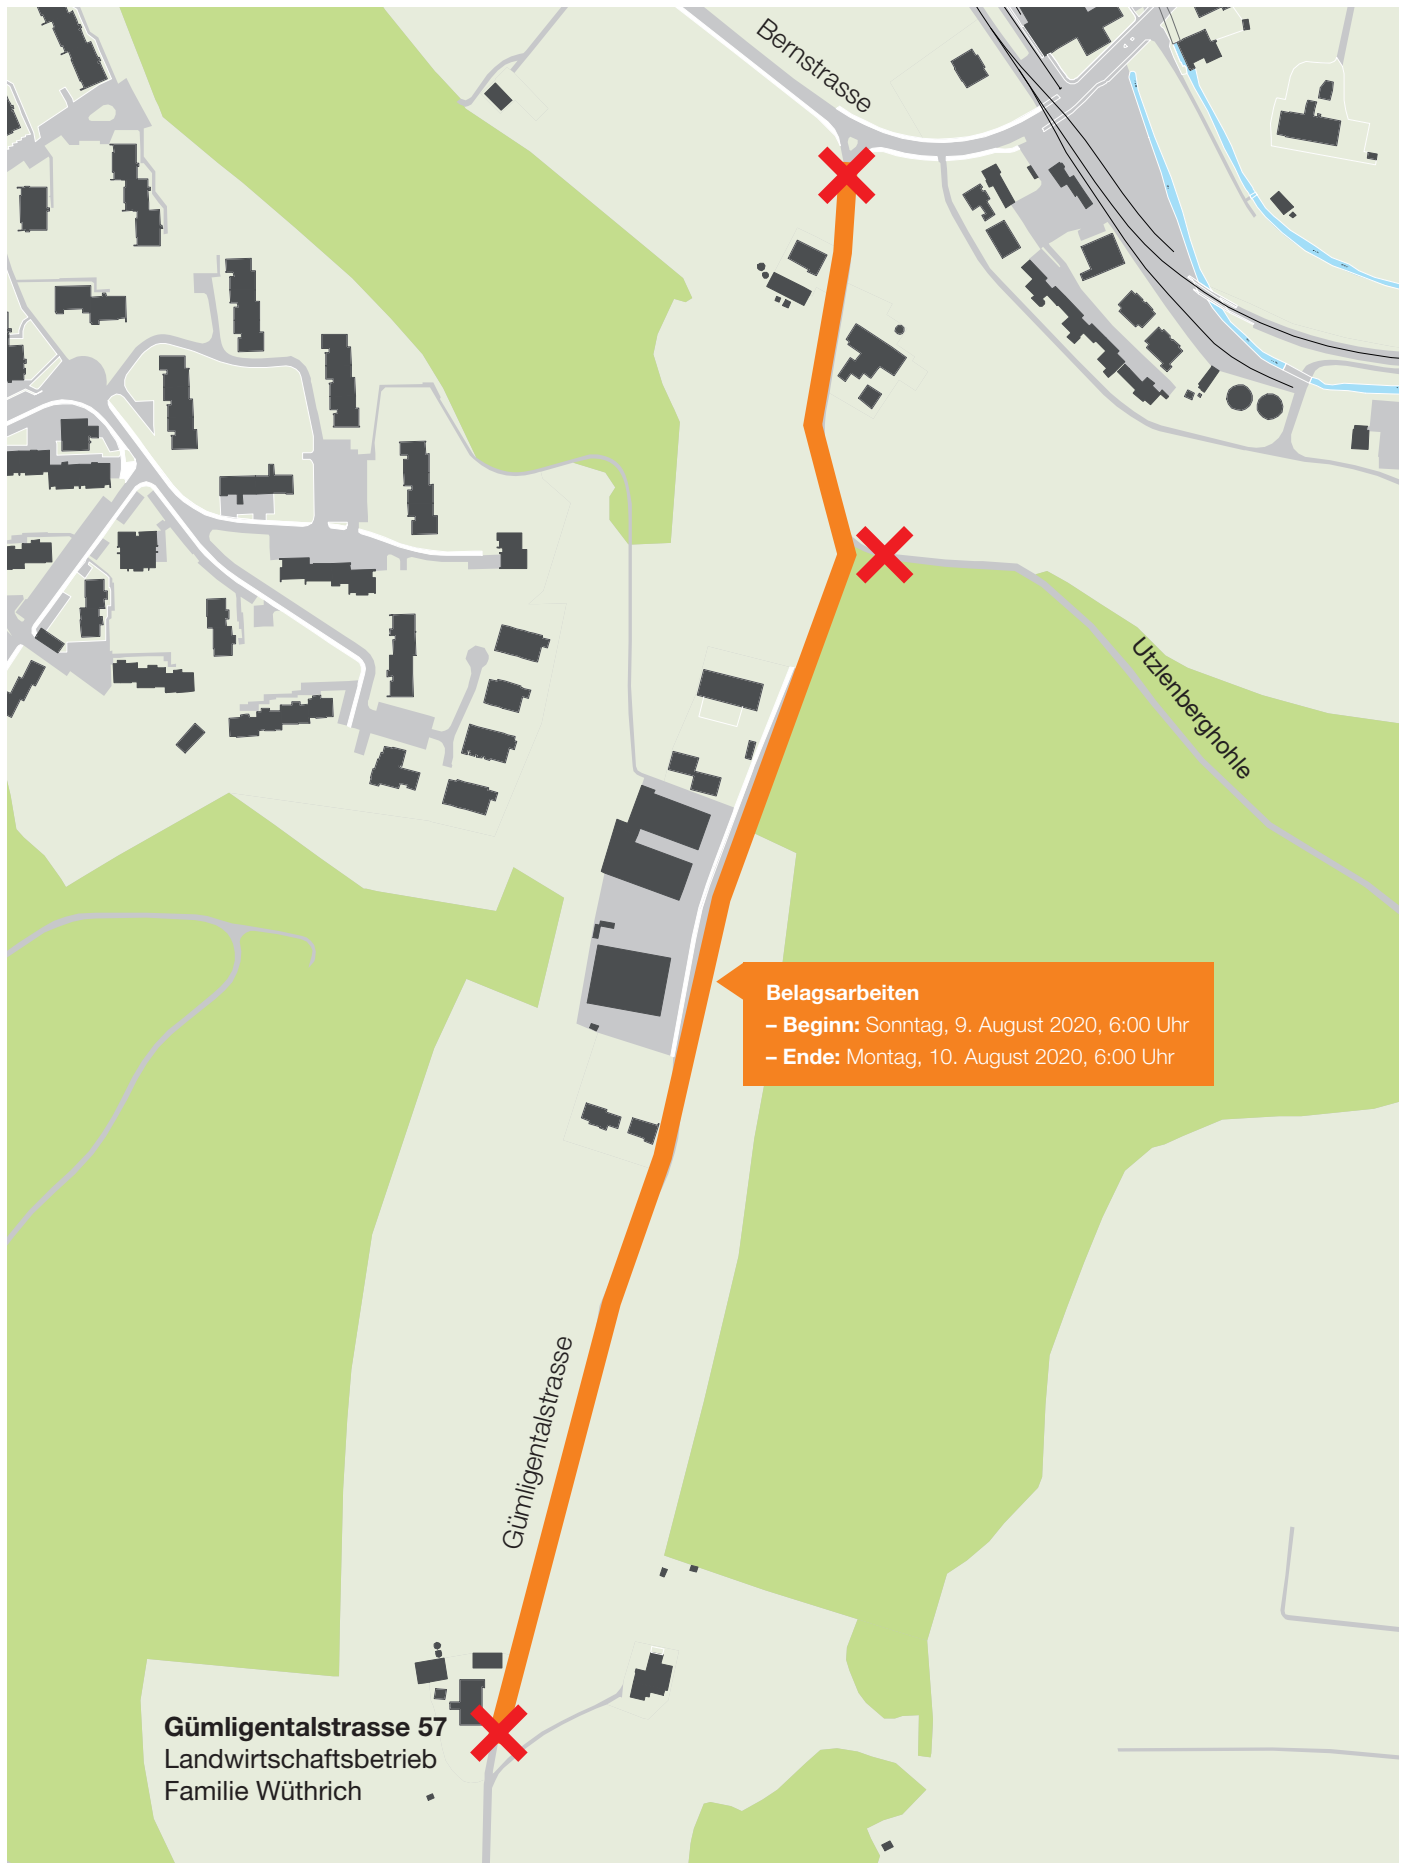 Bernstrasse
Utzlenberghohle
Belagsarbeiten
– Beginn: Sonntag, 9. August 2020, 6:00 Uhr
– Ende: Montag, 10. August 2020, 6:00 Uhr
Gümligentalstrasse
Gümligentalstrasse 57
Landwirtschaftsbetrieb
Familie Wüthrich